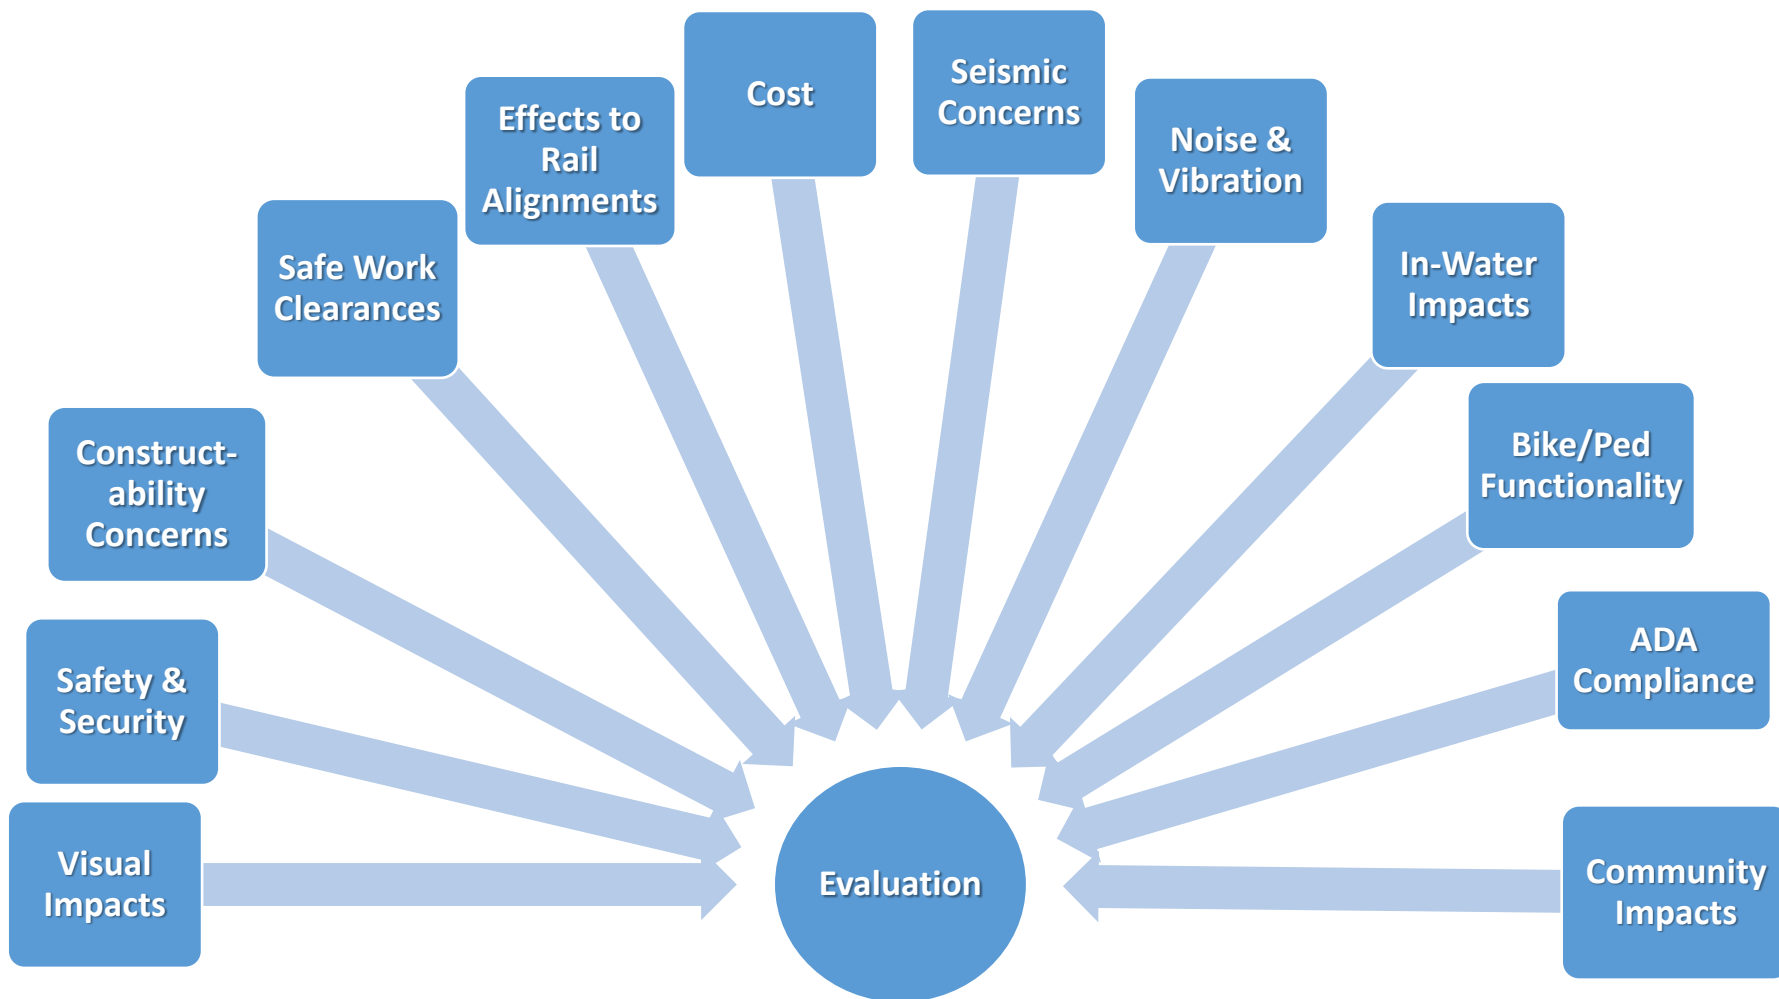 Visual
Impacts
Safety &
Security
Construct-
ability
Concerns
Safe Work
Clearances
Effects to
Rail
Alignments
Cost
Seismic
Concerns
Noise &
Vibration
In-Water
Impacts
Bike/Ped
Functionality
ADA
Compliance
Community
Impacts
Evaluation